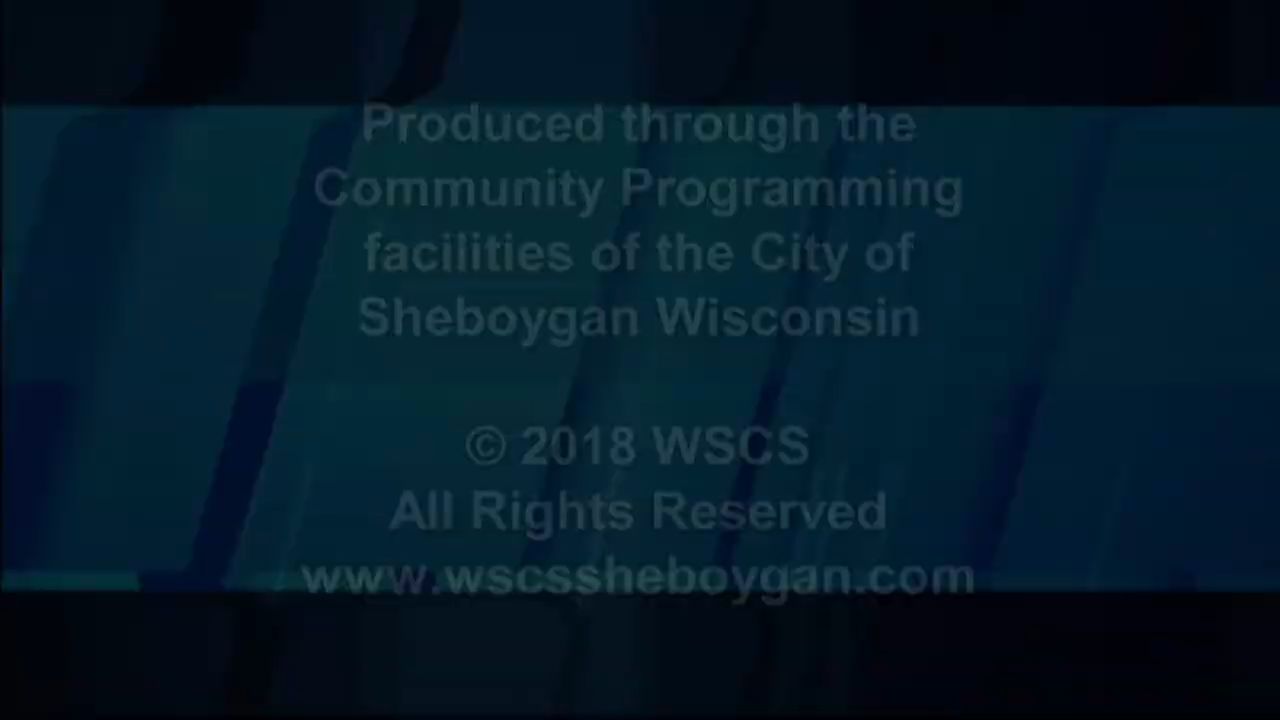 Produced through the
Community Programming
facilities of the City of
Sheboygan Wisconsin
© 2018 WSCS
All Rights Reserved
www.wscssheboygan.com